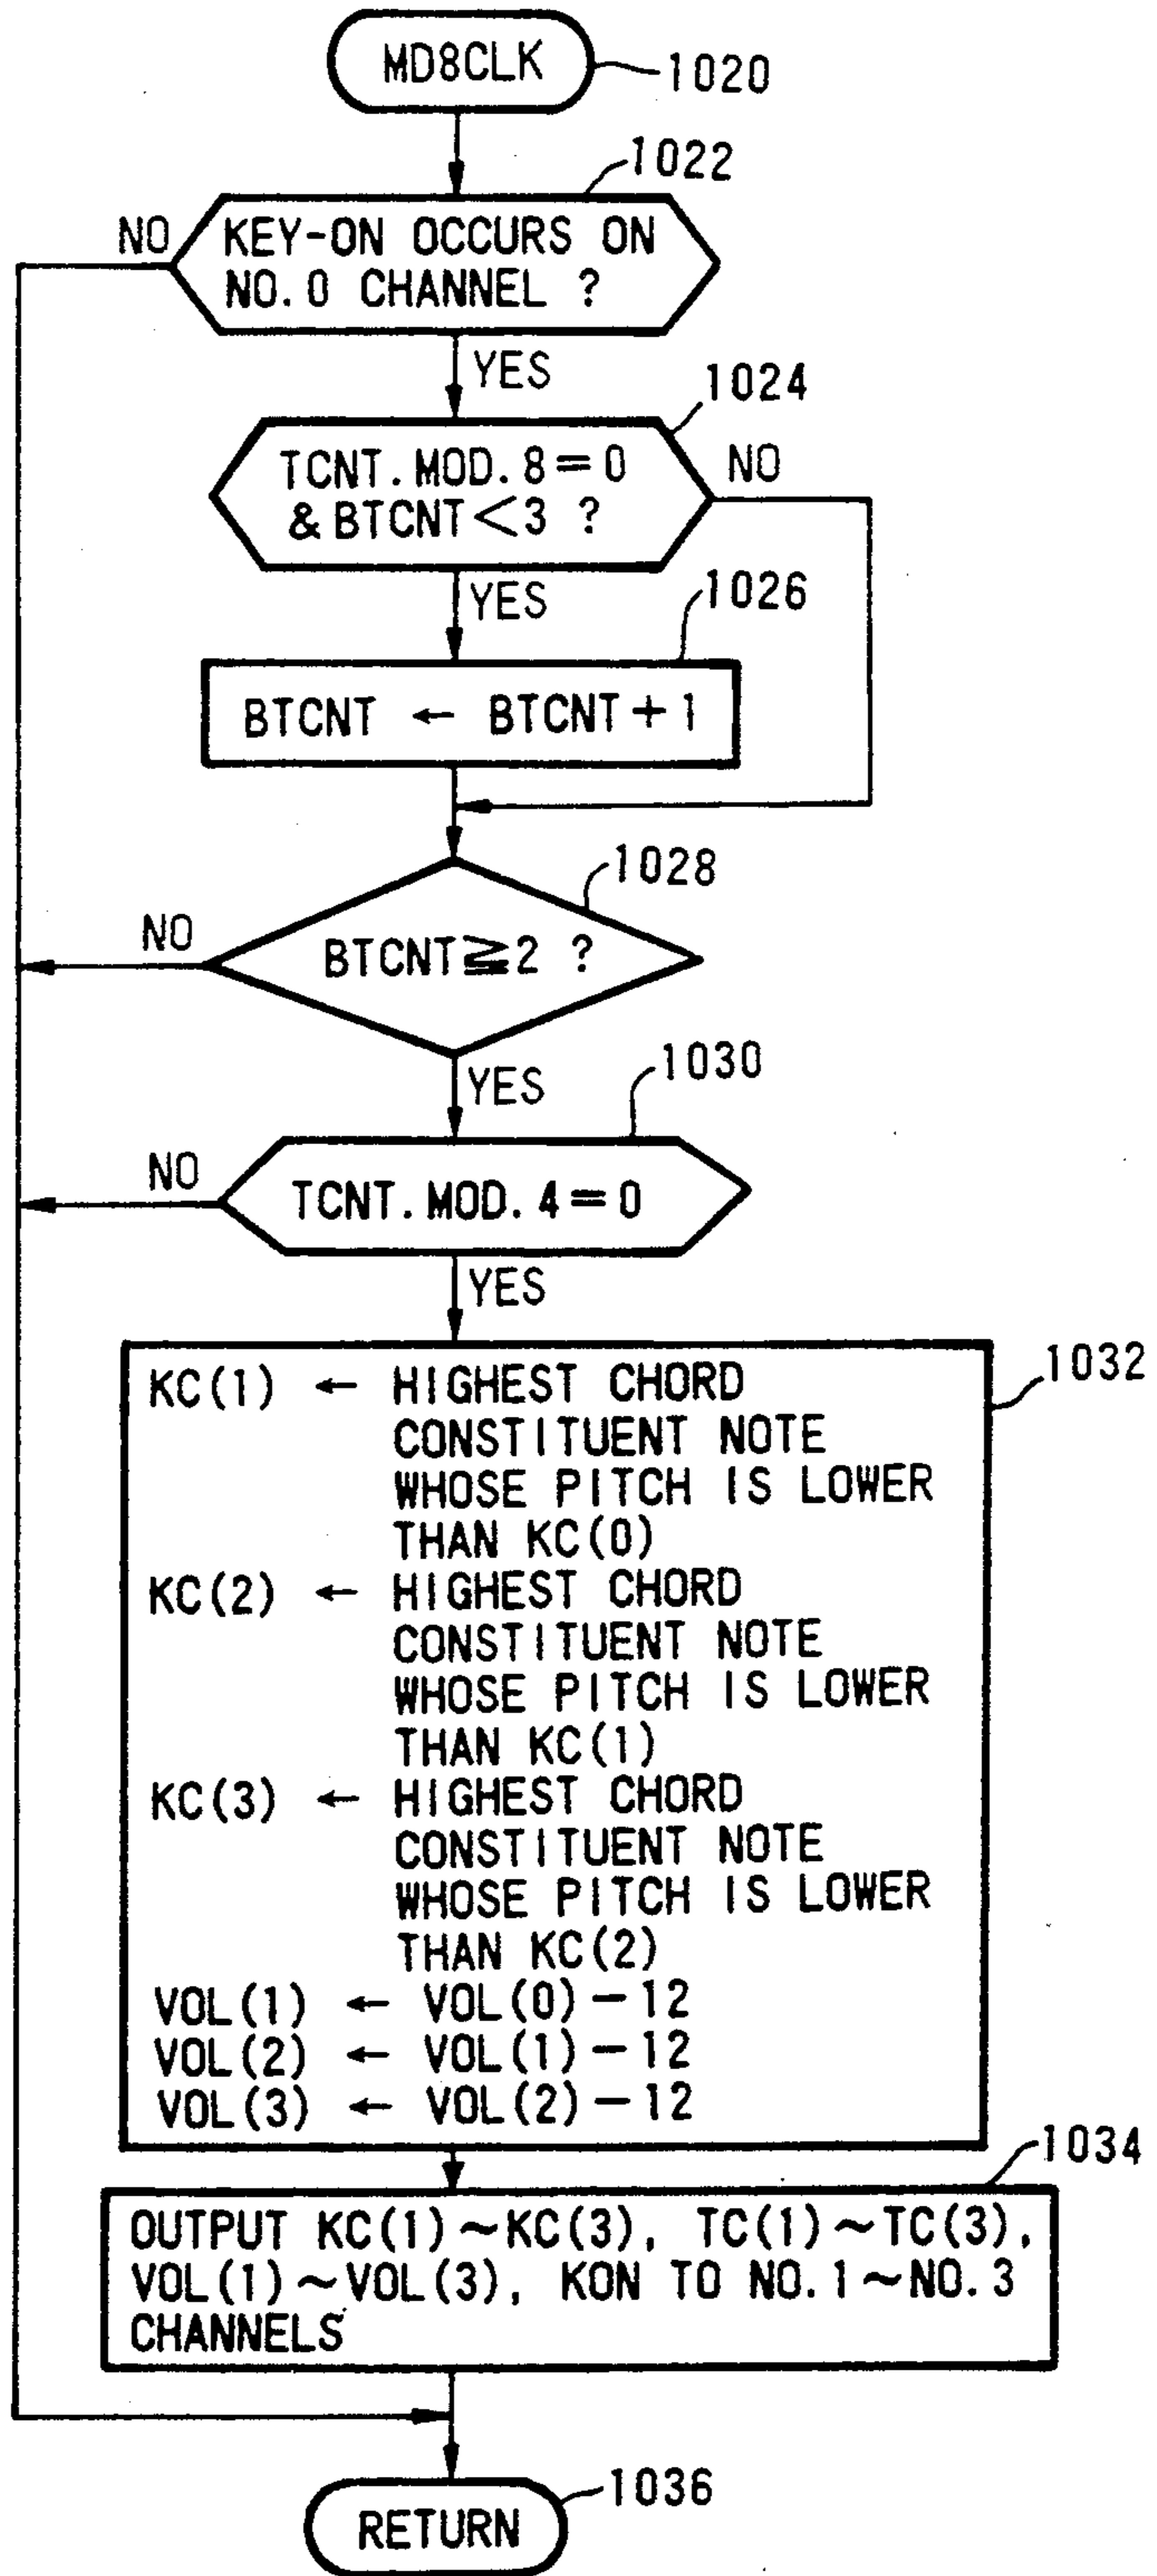 MD8CLK
1020
1022
NO
KEY-ON OCCURS ON
NO.0 CHANNEL ?
YES
1024
TCNT.MOD.8=0
& BTCNT<3 ?
NO
YES
1026
BTCNT ← BTCNT+1
1028
NO
BTCNT≧2 ?
YES
1030
NO
TCNT.MOD.4=0
YES
1032
KC(1) ← HIGHEST CHORD
CONSTITUENT NOTE
WHOSE PITCH IS LOWER
THAN KC(0)
KC(2) ← HIGHEST CHORD
CONSTITUENT NOTE
WHOSE PITCH IS LOWER
THAN KC(1)
KC(3) ← HIGHEST CHORD
CONSTITUENT NOTE
WHOSE PITCH IS LOWER
THAN KC(2)
VOL(1) ← VOL(0)-12
VOL(2) ← VOL(1)-12
VOL(3) ← VOL(2)-12
1034
OUTPUT KC(1)~KC(3), TC(1)~TC(3),
VOL(1)~VOL(3), KON TO NO.1~NO.3
CHANNELS
1036
RETURN